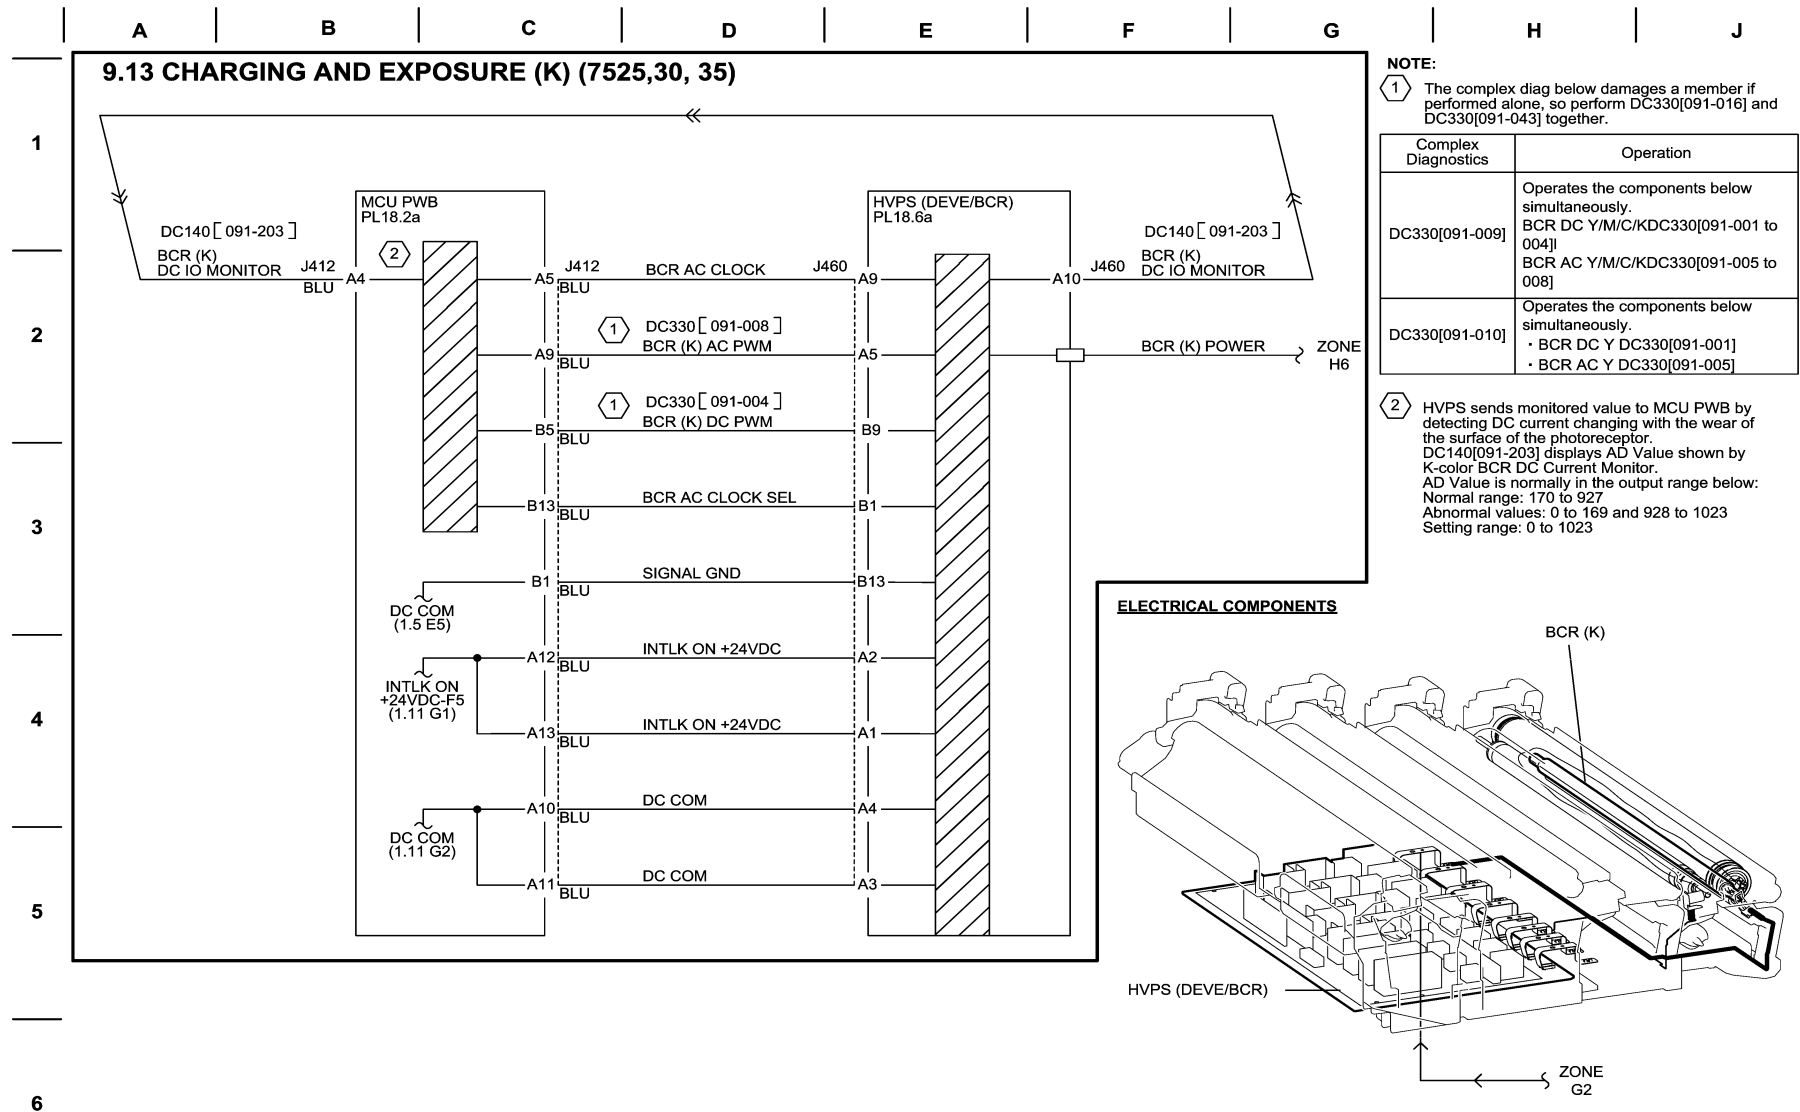 A B C D E F G H J
1
2
3
4
5
6
9.13 CHARGING AND EXPOSURE (K) (7525,30, 35)
MCU PWB
PL18.2a
HVPS (DEVE/BCR)
PL18.6a
DC140[ 091-203 ]
BCR (K)
DC IO MONITOR
J412
BLU
A4
2
A5
J412
BLU
BCR AC CLOCK
J460
A9
A10
J460
DC140[ 091-203 ]
BCR (K)
DC IO MONITOR
1
DC330[ 091-008 ]
A9
BLU
BCR (K) AC PWM
A5
BCR (K) POWER
ZONE
H6
1
DC330[ 091-004 ]
B5
BLU
BCR (K) DC PWM
B9
B13
BLU
BCR AC CLOCK SEL
B1
B1
BLU
SIGNAL GND
B13
DC COM
(1.5 E5)
A12
BLU
INTLK ON +24VDC
A2
INTLK ON
+24VDC-F5
(1.11 G1)
A13
BLU
INTLK ON +24VDC
A1
A10
BLU
DC COM
A4
DC COM
(1.11 G2)
A11
BLU
DC COM
A3
NOTE:
1
The complex diag below damages a member if
performed alone, so perform DC330[091-016] and
DC330[091-043] together.
Complex
Diagnostics
Operation
DC330[091-009]
Operates the components below
simultaneously.
BCR DC Y/M/C/KDC330[091-001 to
004]l
BCR AC Y/M/C/KDC330[091-005 to
008]
DC330[091-010]
Operates the components below
simultaneously.
・BCR DC Y DC330[091-001]
・BCR AC Y DC330[091-005]
2
HVPS sends monitored value to MCU PWB by
detecting DC current changing with the wear of
the surface of the photoreceptor.
DC140[091-203] displays AD Value shown by
K-color BCR DC Current Monitor.
AD Value is normally in the output range below:
Normal range: 170 to 927
Abnormal values: 0 to 169 and 928 to 1023
Setting range: 0 to 1023
ELECTRICAL COMPONENTS
BCR (K)
HVPS (DEVE/BCR)
ZONE
G2